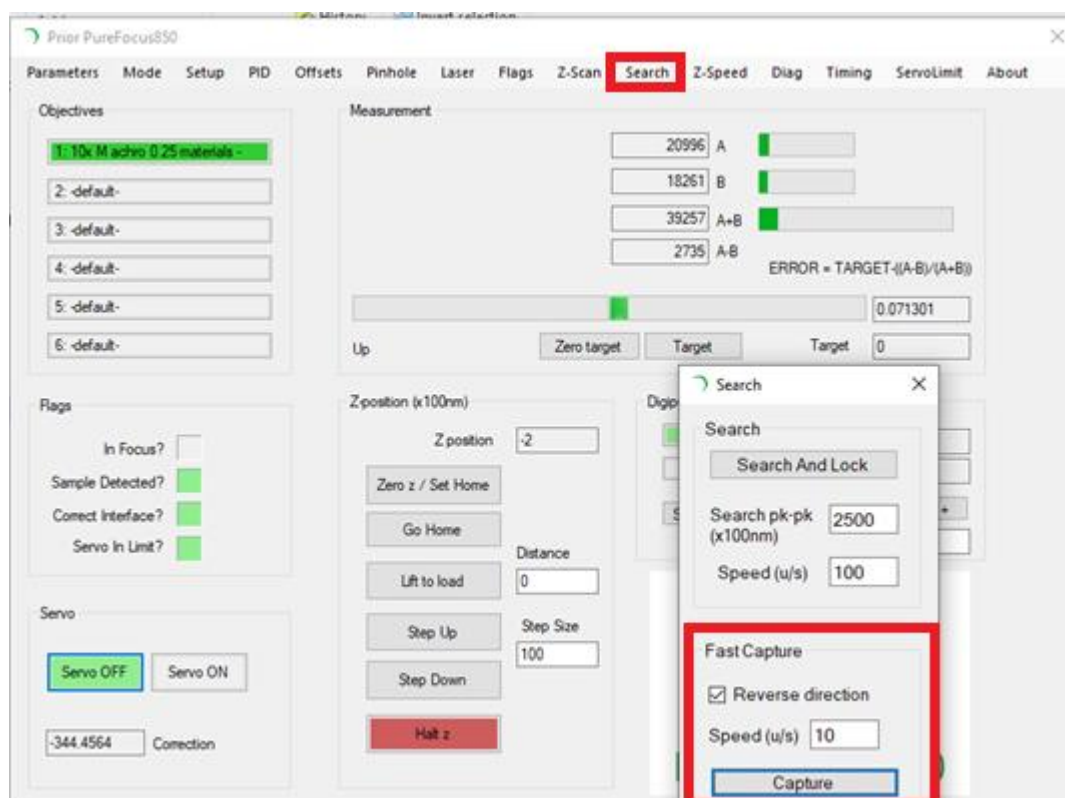 History Invert selection
Prior PureFocus850
Parameters Mode Setup PID Offsets Pinhole Laser Flags Z-Scan Search Z-Speed Diag Timing ServoLimit About
Objectives
1: 10x M achro 0.25 materials -
2: -default-
3: -default-
4: -default-
5: -default-
6: -default-
Measurement
20996 A
18261 B
39257 A+B
2735 A-B
ERROR = TARGET-((A-B)/(A+B))
0.071301
Up Zero target Target Target 0
Flags
In Focus?
Sample Detected?
Correct Interface?
Servo In Limit?
Servo
Servo OFF Servo ON
-344.4564 Correction
Z-position (x100nm)
Z position -2
Zero z / Set Home
Go Home
Distance
Lift to load 0
Step Size
Step Up
100
Step Down
Halt z
Search
Search
Search And Lock
Search pk-pk 2500
(x100nm)
Speed (u/s) 100
Fast Capture
Reverse direction
Speed (u/s) 10
Capture